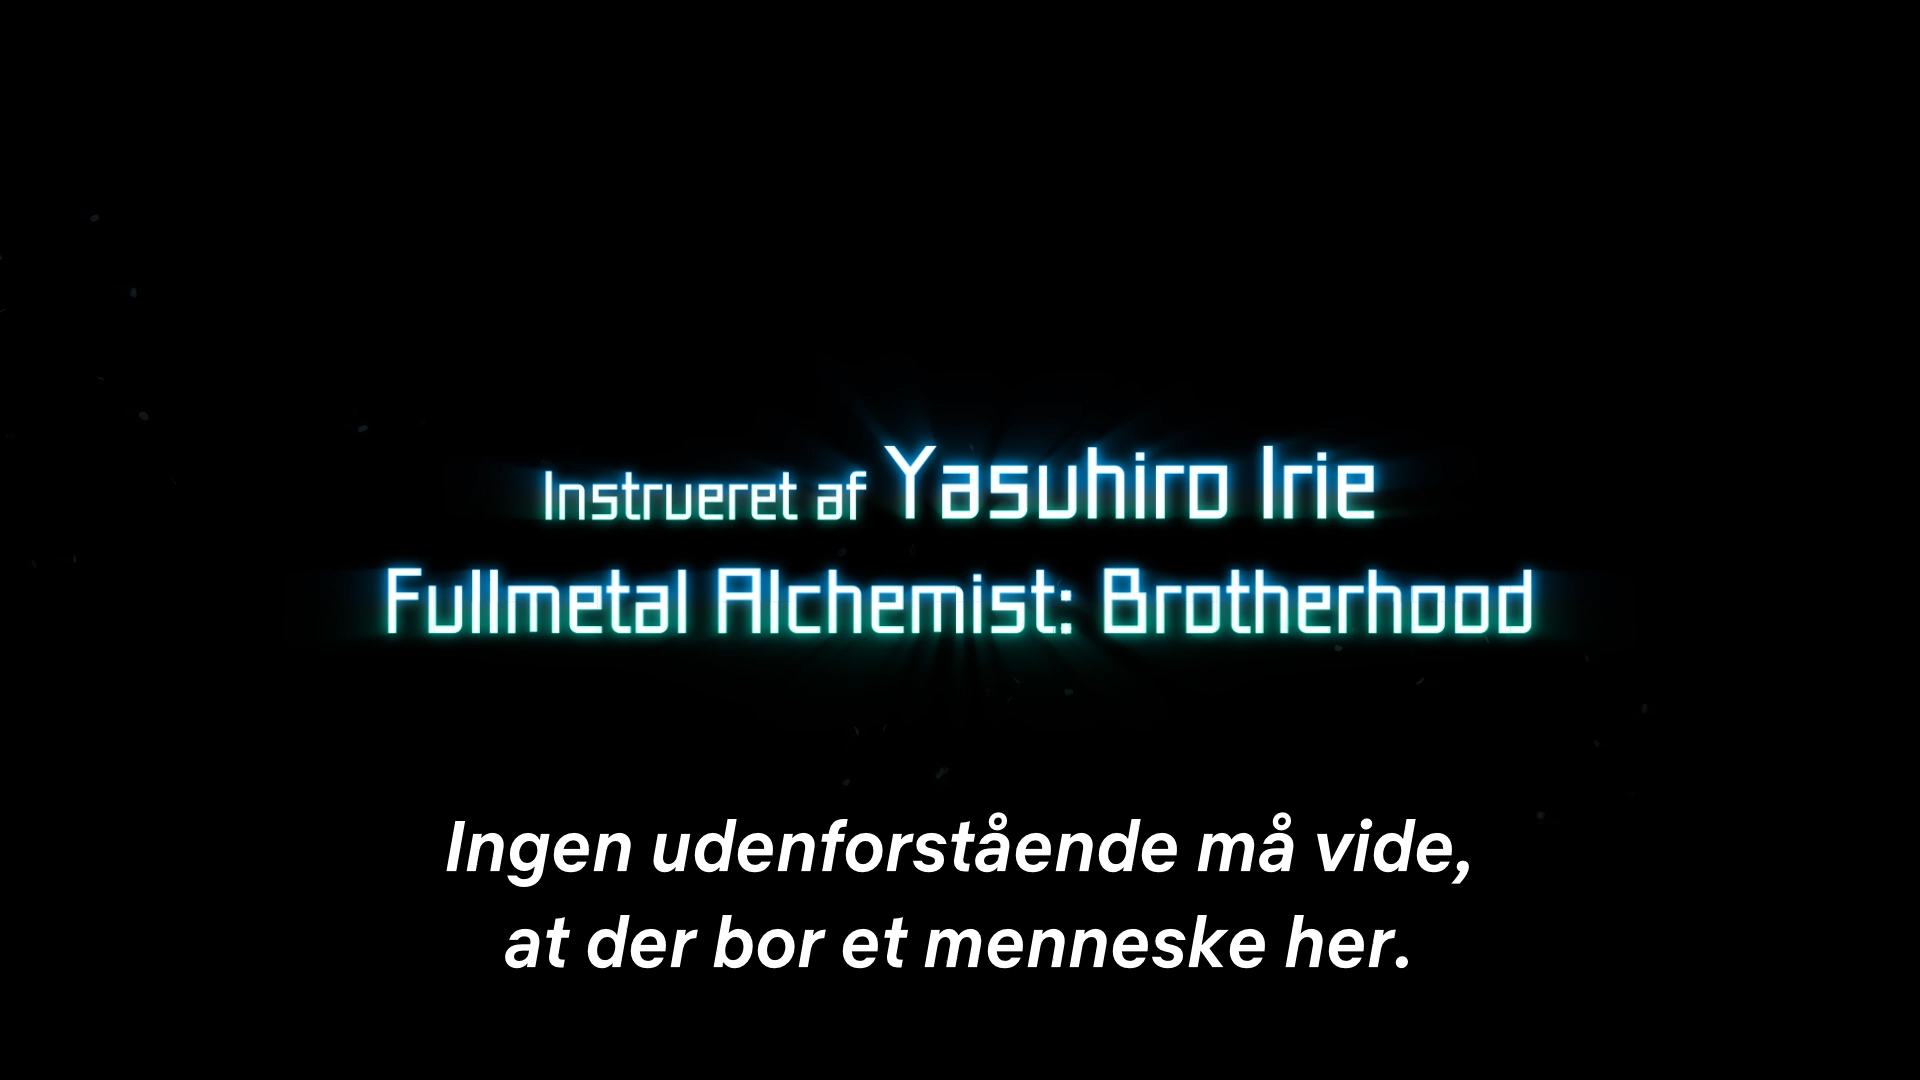 Instrueret af Yasuhiro Irie
Fullmetal Alchemist: Brotherhood
Ingen udenforstående må vide,
at der bor et menneske her.